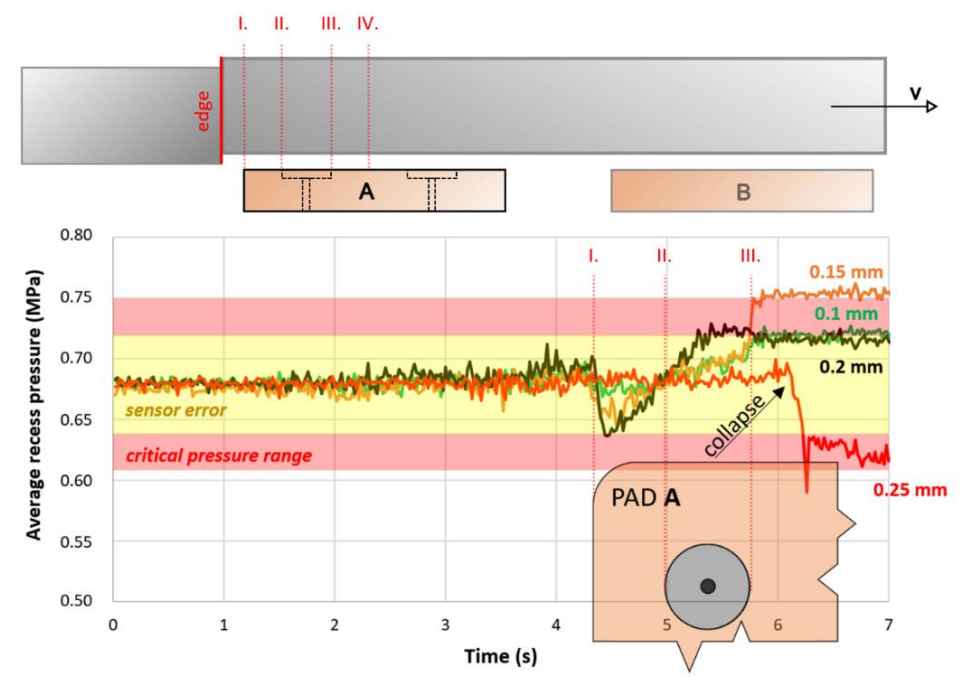 I. II. III. IV.
edge
v
A
B
Average recess pressure (MPa)
0.80
0.75
0.70
0.65
0.60
0.55
0.50
I. II. III.
0.15 mm
0.1 mm
0.2 mm
sensor error
collapse
critical pressure range
0.25 mm
PAD A
0 1 2 3 4 5 6 7
Time (s)